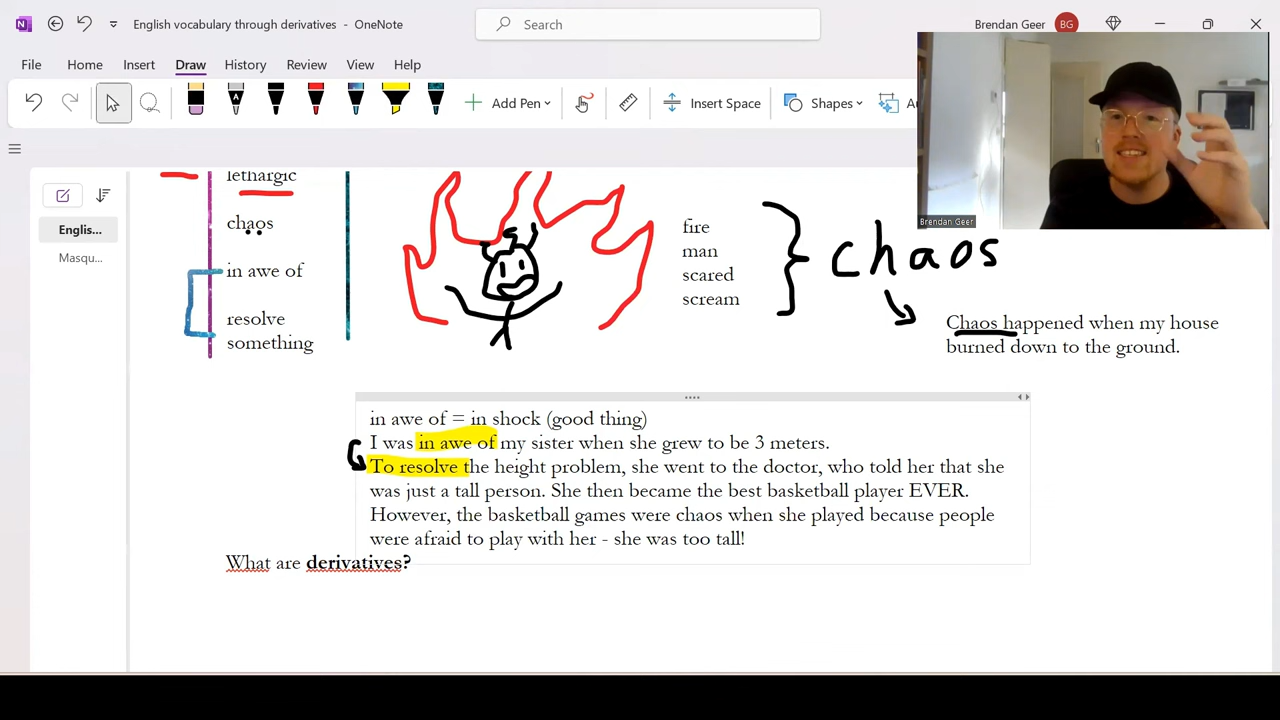 English vocabulary through derivatives - OneNote
Search
Brendan Geer
BG
File
Home
Insert
Draw
History
Review
View
Help
Add Pen
Insert Space
Shapes
Brendan Geer
Englis...
Masqu...
lethargic
chaos
in awe of
resolve
something
fire
man
scared
scream
chaos
Chaos happened when my house
burned down to the ground.
in awe of = in shock (good thing)
I was in awe of my sister when she grew to be 3 meters.
To resolve the height problem, she went to the doctor, who told her that she
was just a tall person. She then became the best basketball player EVER.
However, the basketball games were chaos when she played because people
were afraid to play with her - she was too tall!
What are derivatives?